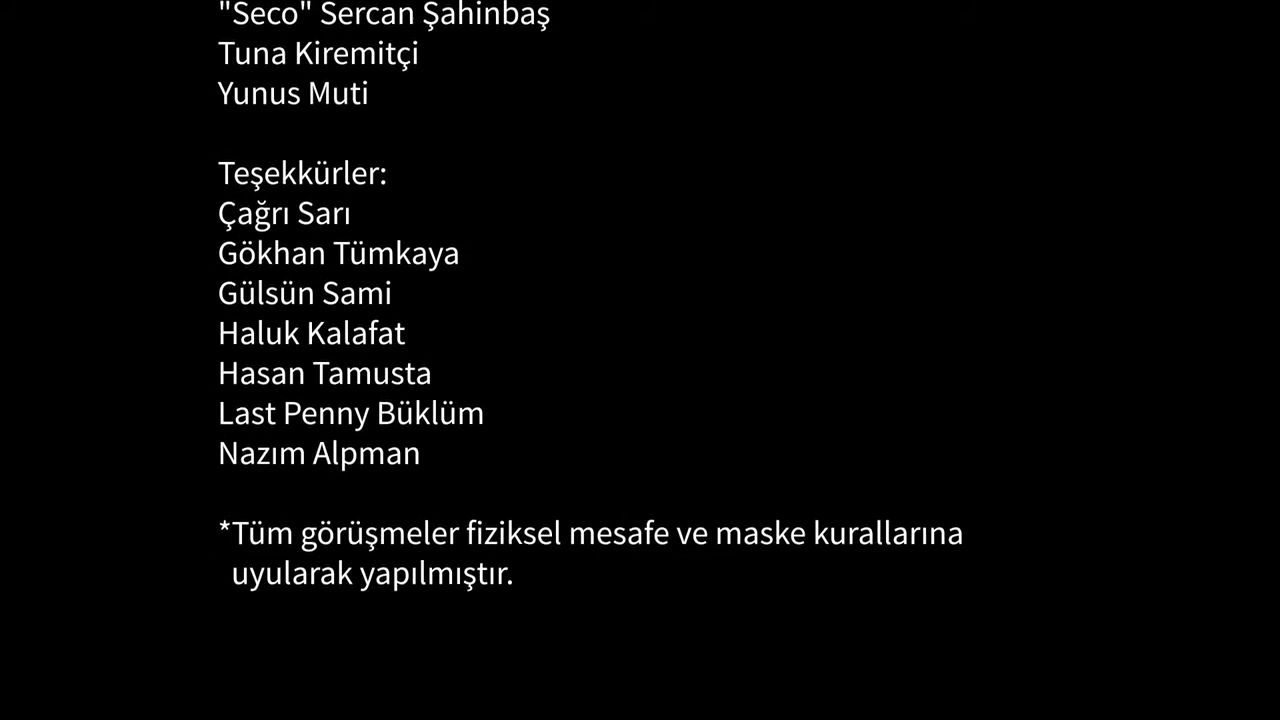 "Seco" Sercan Şahinbaş
Tuna Kiremitçi
Yunus Muti
Teşekkürler:
Çağrı Sarı
Gökhan Tümkaya
Gülsün Sami
Haluk Kalafat
Hasan Tamusta
Last Penny Büklüm
Nazım Alpman
*Tüm görüşmeler fiziksel mesafe ve maske kurallarına
uyularak yapılmıştır.